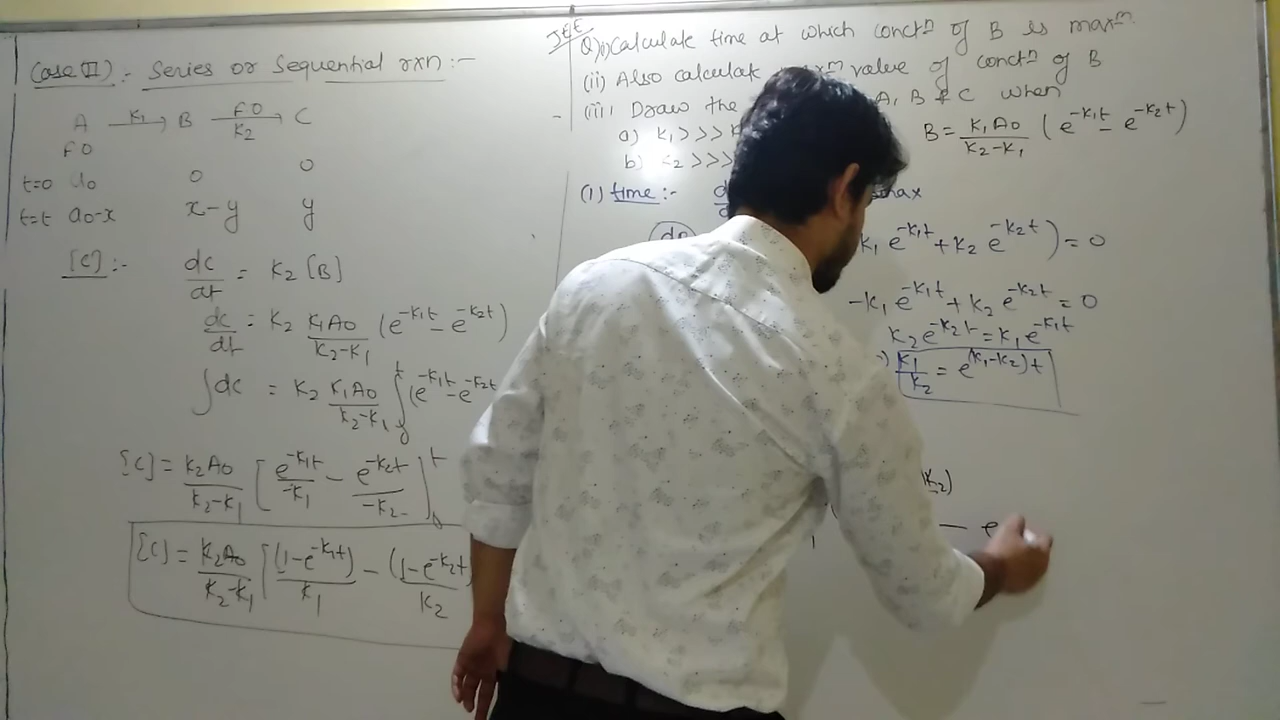 Case II) :- Series or Sequential rxn :-
A —K₁→ B —FO/K₂→ C
FO
t=0 a₀ 0 0
t=t a₀-x x-y y
[C] :- dc/dt = K₂ [B]
dc/dt = K₂ K₁A₀/K₂-K₁ (e^-K₁t - e^-K₂t)
∫dc = K₂ K₁A₀/K₂-K₁ ∫ (e^-K₁t - e^-K₂t
[C] = K₂A₀/K₂-K₁ [e^-K₁t/-K₁ - e^-K₂t/-K₂]
[C] = K₂A₀/K₂-K₁ [(1-e^-K₁t)/K₁ - (1-e^-K₂t/K₂
JEE
Q) i) Calculate time at which concⁿ of B is maxᵐ
(ii) Also calculate value of concⁿ of B
(iii) Draw the A, B & C when
a) K₁ >>>
b) K₂ >>>
B = K₁A₀/K₂-K₁ (e^-K₁t - e^-K₂t)
(1) time :- max
K₁ e^-K₁t + K₂ e^-K₂t) = 0
-K₁ e^-K₁t + K₂ e^-K₂t = 0
K₂e^-K₂t = K₁e^-K₁t
K₁/K₂ = e^(K₁-K₂)t
K₂)
- e